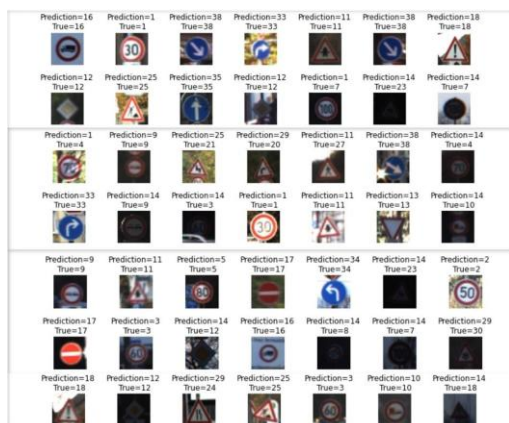 Prediction=16 Prediction=1 Prediction=38 Prediction=33 Prediction=11 Prediction=38 Prediction=18
True=16 True=1 True=38 True=33 True=11 True=38 True=18
30
Prediction=12 Prediction=25 Prediction=35 Prediction=12 Prediction=1 Prediction=14 Prediction=14
True=12 True=25 True=35 True=12 True=7 True=23 True=7
Prediction=1 Prediction=9 Prediction=25 Prediction=29 Prediction=11 Prediction=38 Prediction=14
True=4 True=9 True=21 True=20 True=27 True=38 True=4
Prediction=33 Prediction=14 Prediction=14 Prediction=1 Prediction=11 Prediction=13 Prediction=14
True=33 True=9 True=3 True=1 True=11 True=13 True=10
30
Prediction=9 Prediction=11 Prediction=5 Prediction=17 Prediction=34 Prediction=14 Prediction=2
True=9 True=11 True=5 True=17 True=34 True=23 True=2
80 50
Prediction=17 Prediction=3 Prediction=14 Prediction=16 Prediction=14 Prediction=14 Prediction=29
True=17 True=3 True=12 True=16 True=8 True=7 True=30
60
Prediction=18 Prediction=12 Prediction=29 Prediction=25 Prediction=3 Prediction=10 Prediction=14
True=18 True=12 True=24 True=25 True=3 True=10 True=18
60